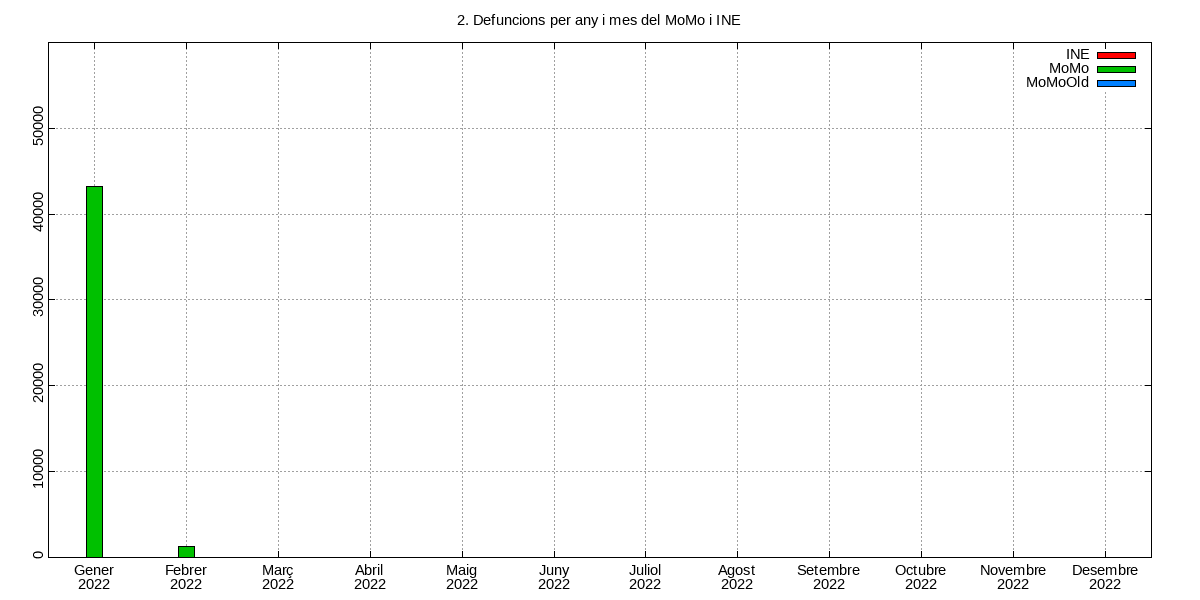 2. Defuncions per any i mes del MoMo i INE
INE
MoMo
MoMoOld
50000
40000
30000
20000
10000
0
Gener Febrer Març Abril Maig Juny Juliol Agost Setembre Octubre Novembre Desembre
2022 2022 2022 2022 2022 2022 2022 2022 2022 2022 2022 2022